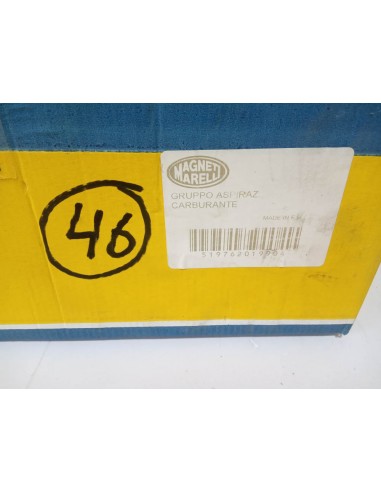 46
MAGNETI
MARELLI
GRUPPO ASPIRAZ
CARBURANTE